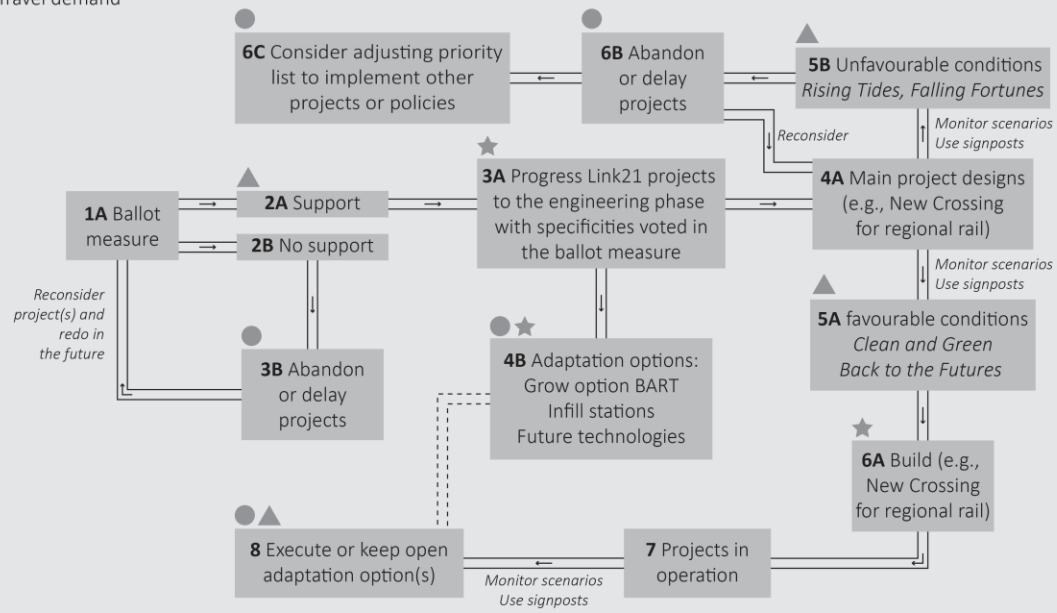 Travel demand
6C Consider adjusting priority
list to implement other
projects or policies
6B Abandon
or delay
projects
5B Unfavourable conditions
Rising Tides, Falling Fortunes
Reconsider
Monitor scenarios
Use signposts
1A Ballot
measure
2A Support
2B No support
3A Progress Link21 projects
to the engineering phase
with specificities voted in
the ballot measure
4A Main project designs
(e.g., New Crossing
for regional rail)
Monitor scenarios
Use signposts
Reconsider
project(s) and
redo in
the future
3B Abandon
or delay
projects
4B Adaptation options:
Grow option BART
Infill stations
Future technologies
5A favourable conditions
Clean and Green
Back to the Futures
6A Build (e.g.,
New Crossing
for regional rail)
8 Execute or keep open
adaptation option(s)
Monitor scenarios
Use signposts
7 Projects in
operation